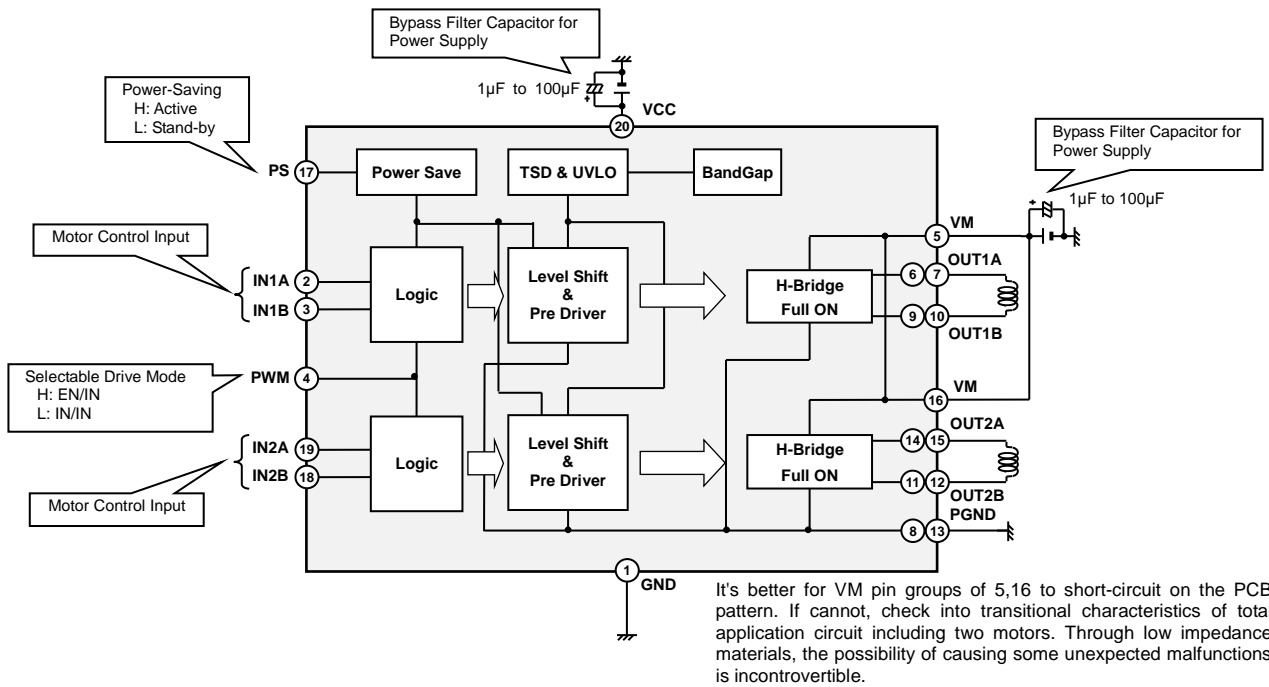 Bypass Filter Capacitor for
Power Supply
1µF to 100µF
+
VCC
20
Power-Saving
H: Active
L: Stand-by
Bypass Filter Capacitor for
Power Supply
+
1µF to 100µF
PS 17
Power Save
TSD & UVLO
BandGap
Motor Control Input
IN1A 2
IN1B 3
Logic
Level Shift
&
Pre Driver
H-Bridge
Full ON
VM
5
OUT1A
6 7
9 10
OUT1B
Selectable Drive Mode
H: EN/IN
L: IN/IN
PWM 4
VM
16
IN2A 19
IN2B 18
Motor Control Input
Logic
Level Shift
&
Pre Driver
H-Bridge
Full ON
OUT2A
14 15
11 12
OUT2B
PGND
8 13
1
GND
It's better for VM pin groups of 5,16 to short-circuit on the PCB
pattern. If cannot, check into transitional characteristics of tota
application circuit including two motors. Through low impedance
materials, the possibility of causing some unexpected malfunctions
is incontrovertible.